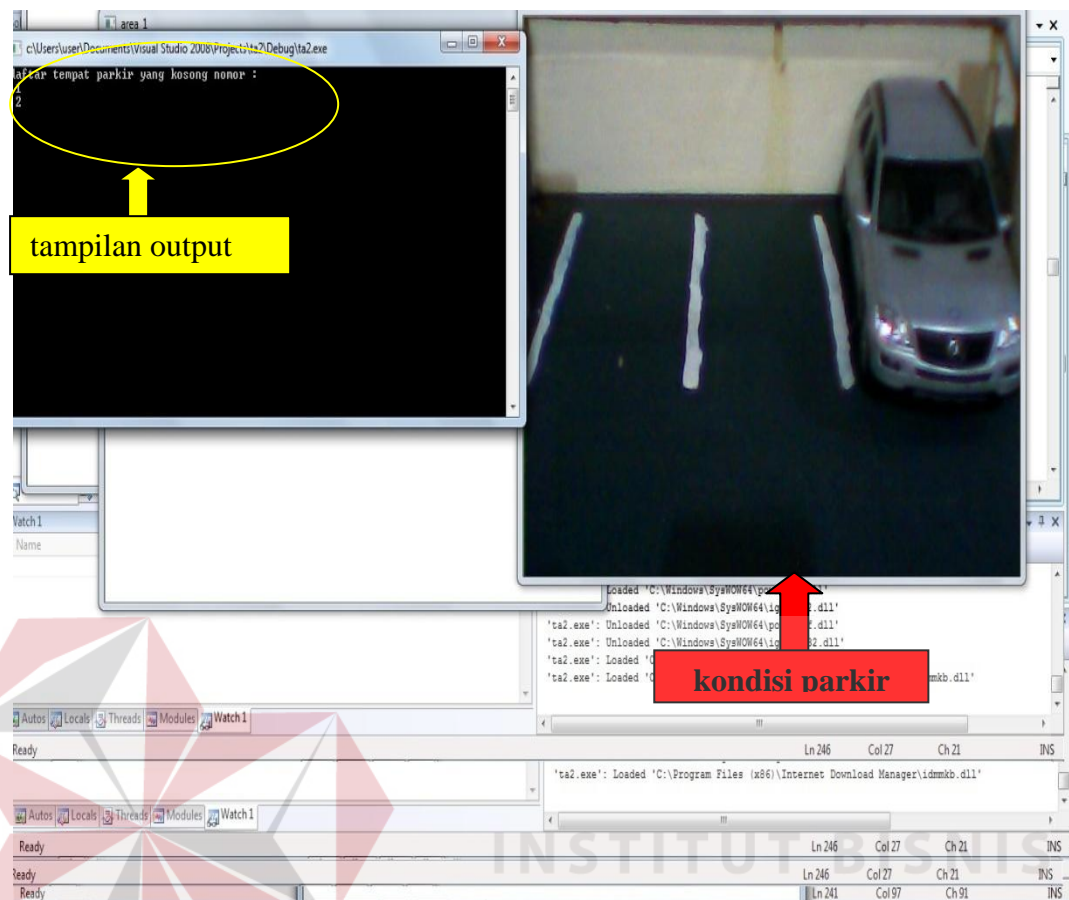 area 1
c:\Users\user\Documents\Visual Studio 2008\Projects\ta2\Debug\ta2.exe
daftar tempat parkir yang kosong nomor :
1
2
tampilan output
Watch 1
Name
Loaded 'C:\Windows\SysWOW64\
Unloaded 'C:\Windows\SysWOW64\
'ta2.exe': Unloaded 'C:\Windows\SysWOW64\
'ta2.exe': Unloaded 'C:\Windows\SysWOW64\
'ta2.exe': Loaded
'ta2.exe': Loaded
kondisi parkir
Autos Locals Threads Modules Watch 1
Ready Ln 246 Col 27 Ch 21 INS
'ta2.exe': Loaded 'C:\Program Files (x86)\Internet Download Manager\idmmkb.dll'
Autos Locals Threads Modules Watch 1
INSTITUT BISNIS
Ready Ln 246 Col 27 Ch 21 INS
Ready Ln 246 Col 27 Ch 21 INS
Ready Ln 241 Col 97 Ch 91 INS